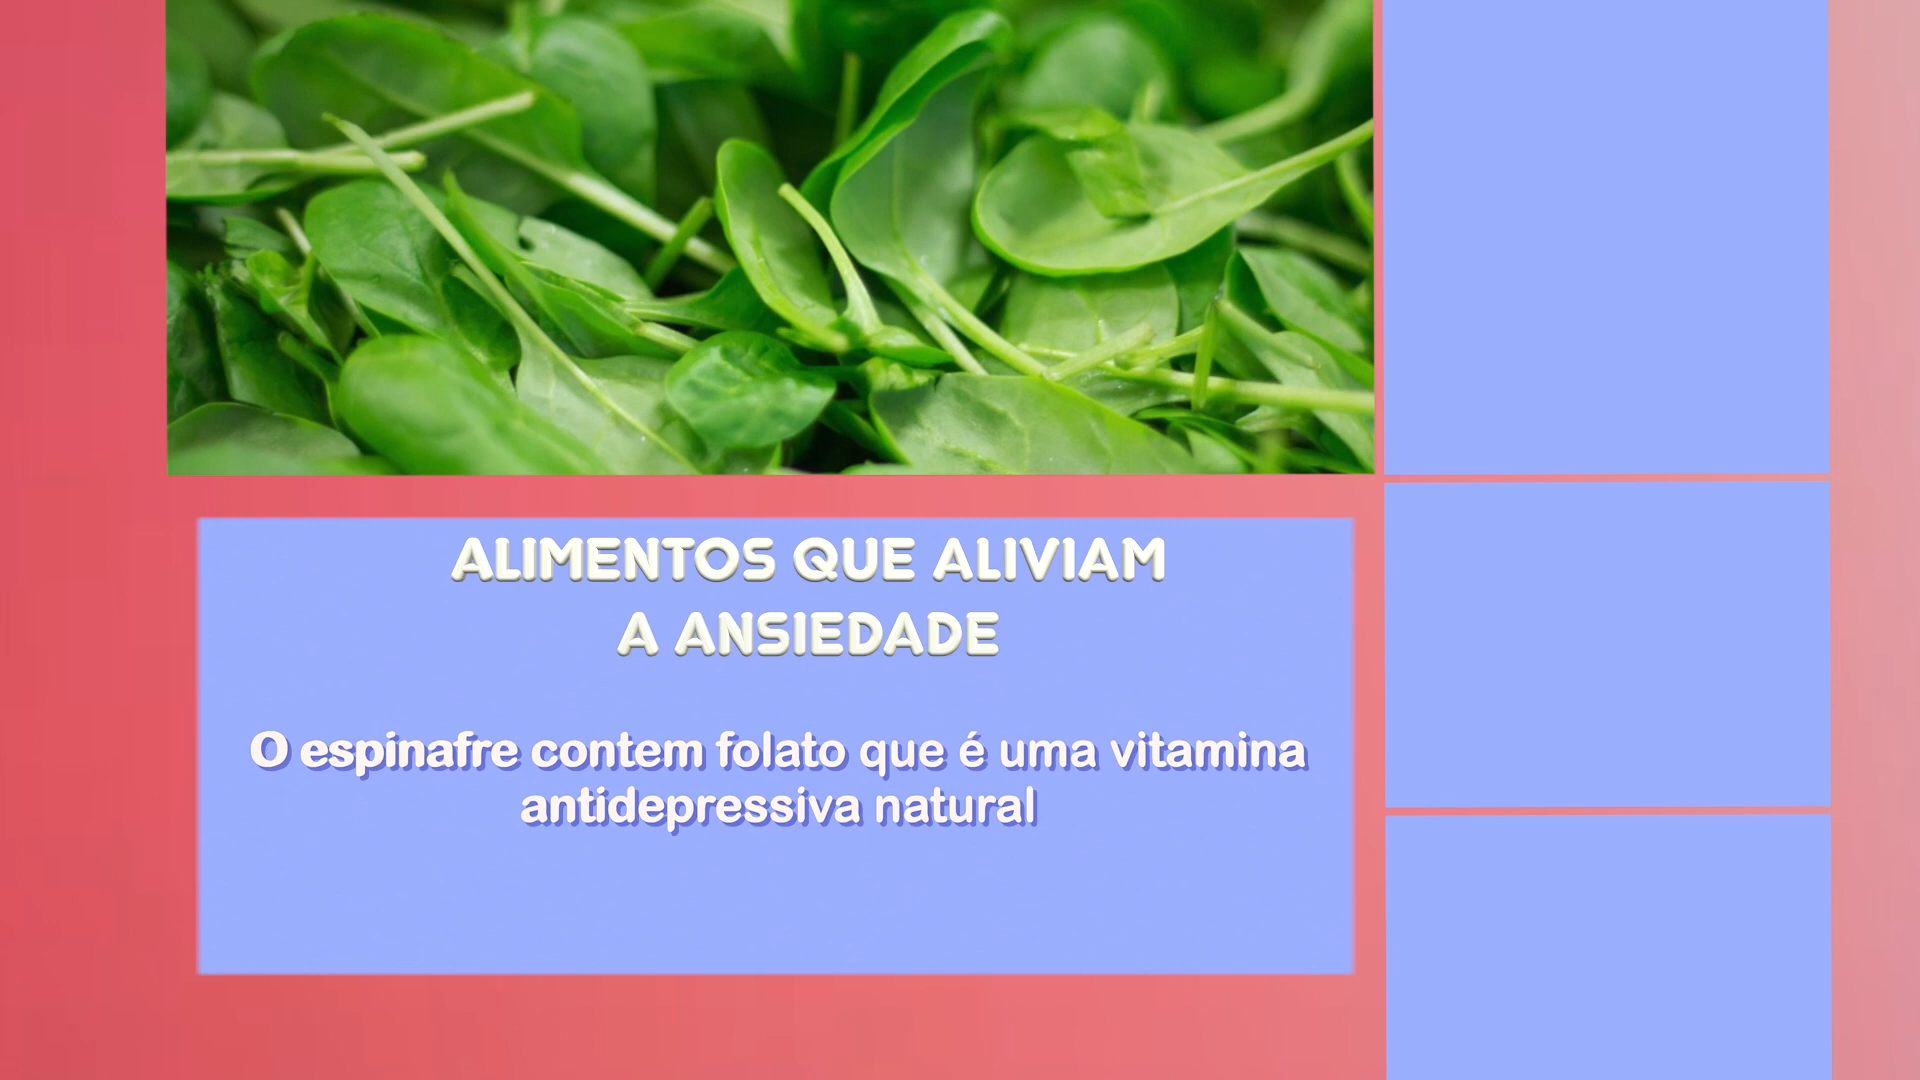 ALIMENTOS QUE ALIVIAM
A ANSIEDADE
O espinafre contem folato que é uma vitamina
antidepressiva natural